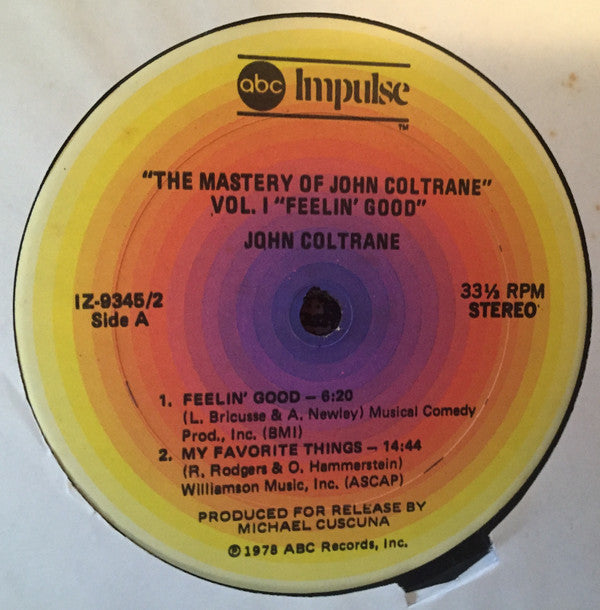 abc Impulse
TM
"THE MASTERY OF JOHN COLTRANE"
VOL. I "FEELIN' GOOD"
JOHN COLTRANE
IZ-9345/2
Side A
33⅓ RPM
STEREO
1. FEELIN' GOOD – 6:20
(L. Bricusse & A. Newley) Musical Comedy
Prod., Inc. (BMI)
2. MY FAVORITE THINGS – 14:44
(R. Rodgers & O. Hammerstein)
Williamson Music, Inc. (ASCAP)
PRODUCED FOR RELEASE BY
MICHAEL CUSCUNA
℗ 1978 ABC Records, Inc.